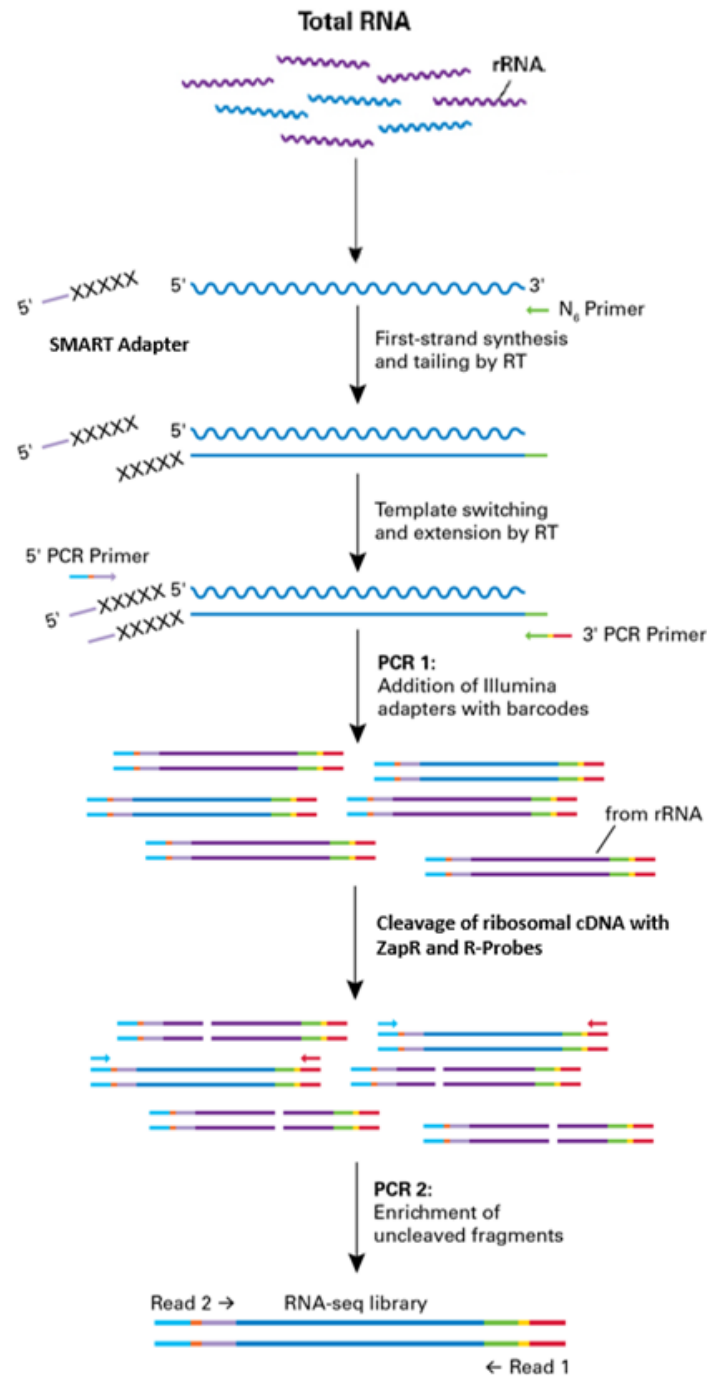 Total RNA
rRNA.
XXXXX
5'
5'
3'
N6 Primer
SMART Adapter
First-strand synthesis
and tailing by RT
XXXXX
5'
5'
XXXXX
Template switching
and extension by RT
5' PCR Primer
XXXXX
5'
5'
XXXXX
3' PCR Primer
PCR 1:
Addition of Illumina
adapters with barcodes
from rRNA
Cleavage of ribosomal cDNA with
ZapR and R-Probes
PCR 2:
Enrichment of
uncleaved fragments
Read 2 →
RNA-seq library
← Read 1